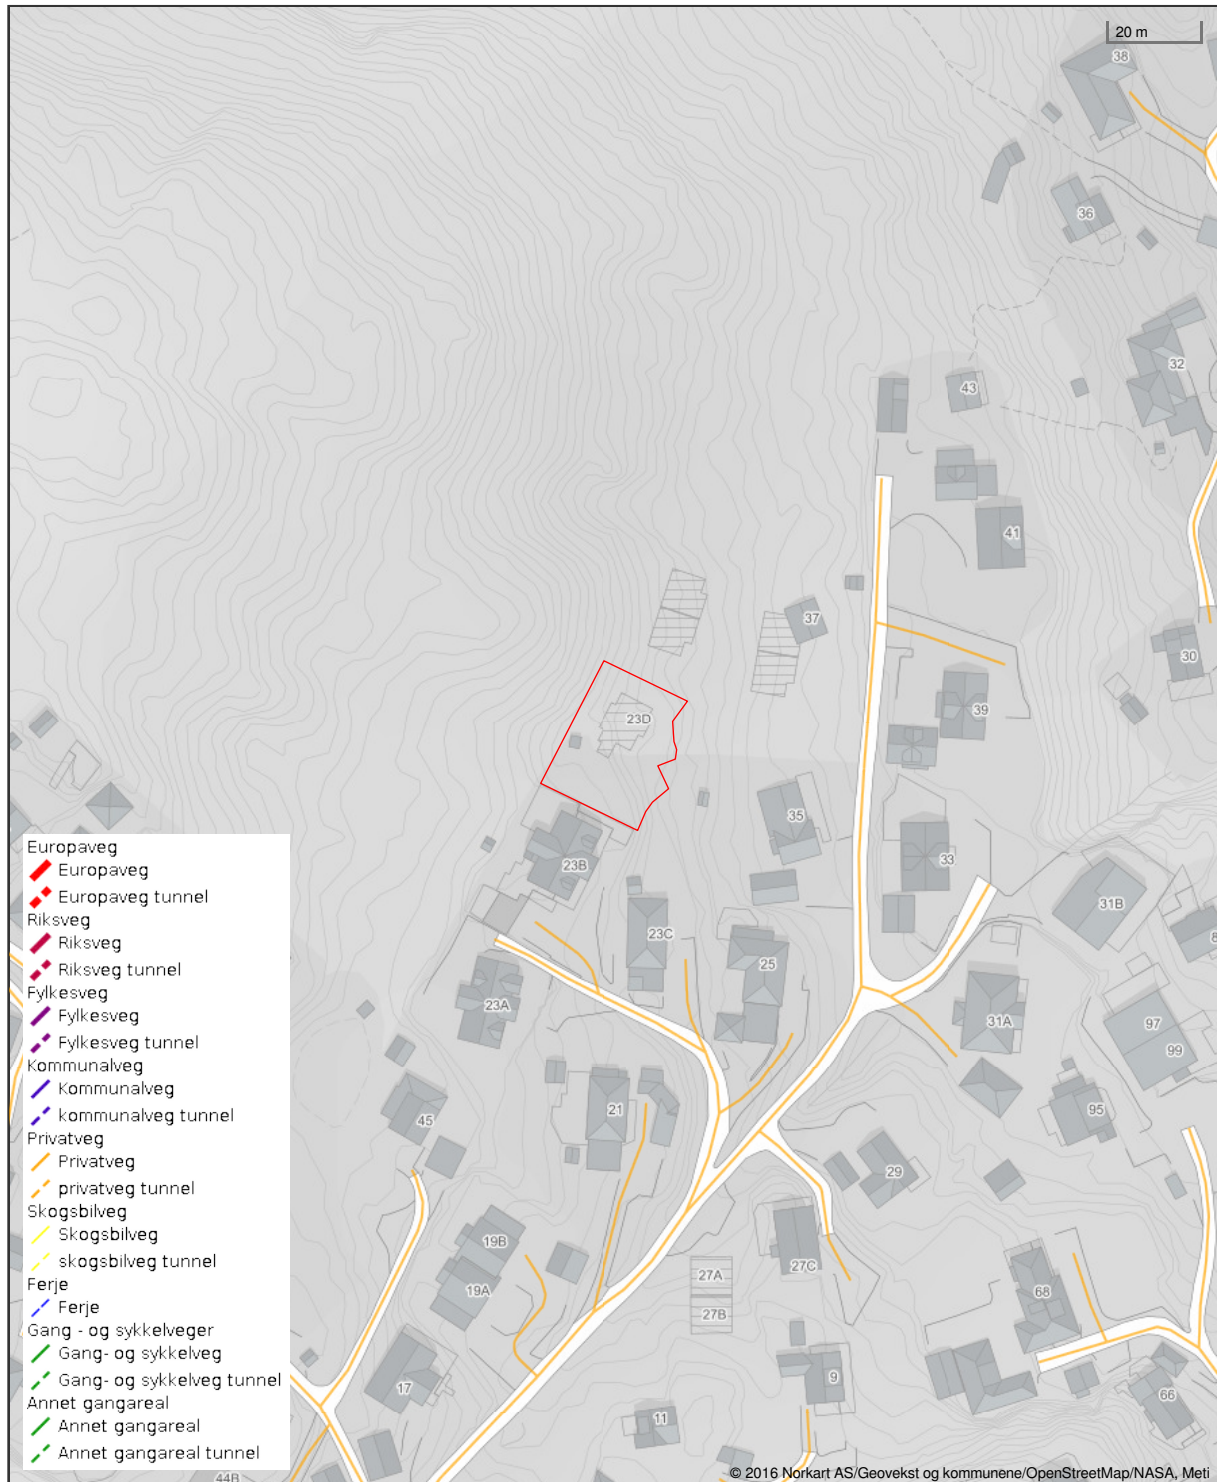 20 m
38
36
32
43
41
37
30
23D
39
35
33
23B
31B
8
23C
25
23A
31A
97
99
21
45
95
29
19B
27C
27A
19A
68
27B
17
9
66
11
44B
Europaveg
Europaveg
Europaveg tunnel
Riksveg
Riksveg
Riksveg tunnel
Fylkesveg
Fylkesveg
Fylkesveg tunnel
Kommunalveg
Kommunalveg
kommunalveg tunnel
Privatveg
Privatveg
privatveg tunnel
Skogsbilveg
Skogsbilveg
skogsbilveg tunnel
Ferje
Ferje
Gang - og sykkelveger
Gang- og sykkelveg
Gang- og sykkelveg tunnel
Annet gangareal
Annet gangareal
Annet gangareal tunnel
© 2016 Norkart AS/Geovekst og kommunene/OpenStreetMap/NASA, Meti